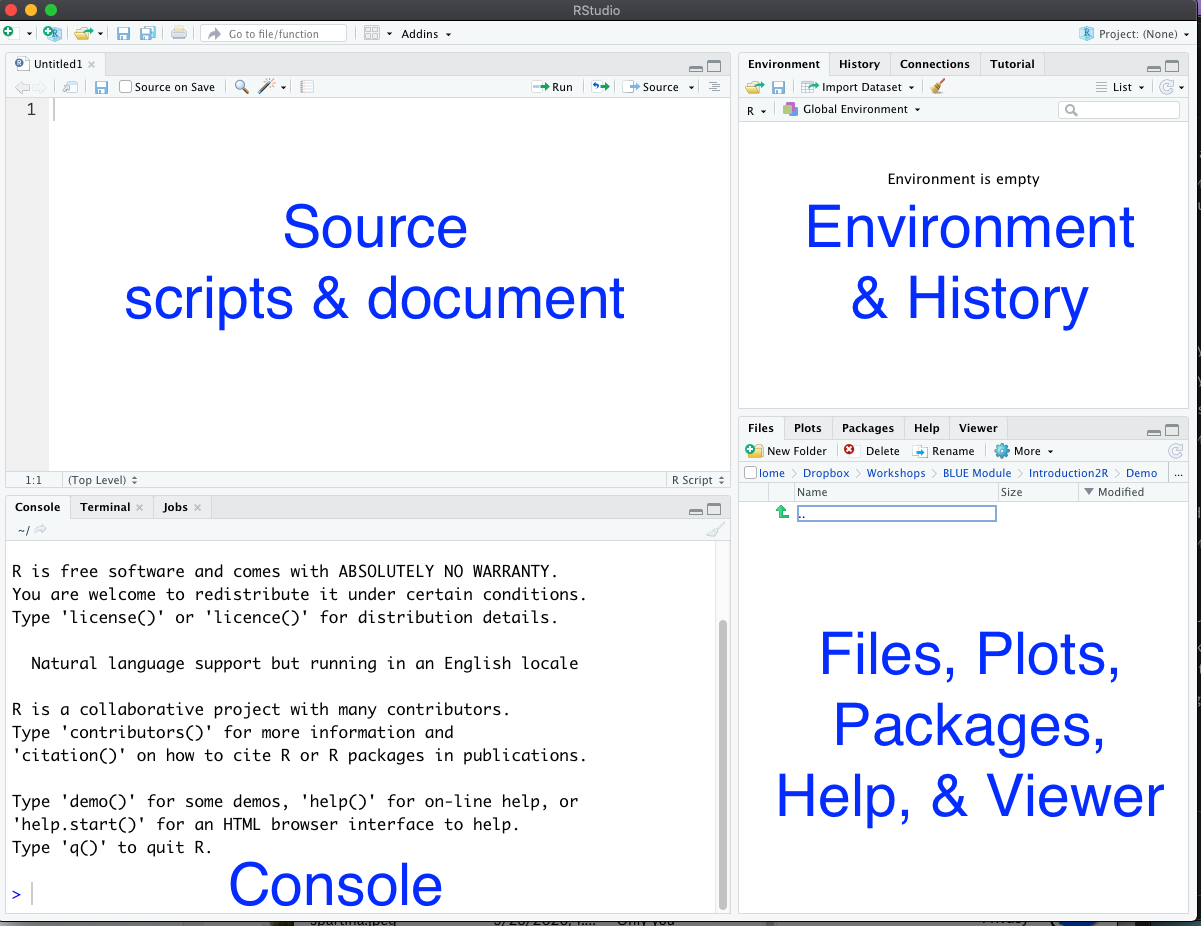 RStudio
Go to file/function
Addins
Project: (None)
Untitled1
Source on Save
Run
Source
1
Source
scripts & document
1:1
(Top Level)
R Script
Environment History Connections Tutorial
Import Dataset
List
R
Global Environment
Environment is empty
Environment
& History
Console Terminal Jobs
~/
R is free software and comes with ABSOLUTELY NO WARRANTY.
You are welcome to redistribute it under certain conditions.
Type 'license()' or 'licence()' for distribution details.
Natural language support but running in an English locale
R is a collaborative project with many contributors.
Type 'contributors()' for more information and
'citation()' on how to cite R or R packages in publications.
Type 'demo()' for some demos, 'help()' for on-line help, or
'help.start()' for an HTML browser interface to help.
Type 'q()' to quit R.
>
Console
Files Plots Packages Help Viewer
New Folder Delete Rename More
lome > Dropbox > Workshops > BLUE Module > Introduction2R > Demo ...
Name Size Modified
..
Files, Plots,
Packages,
Help, & Viewer